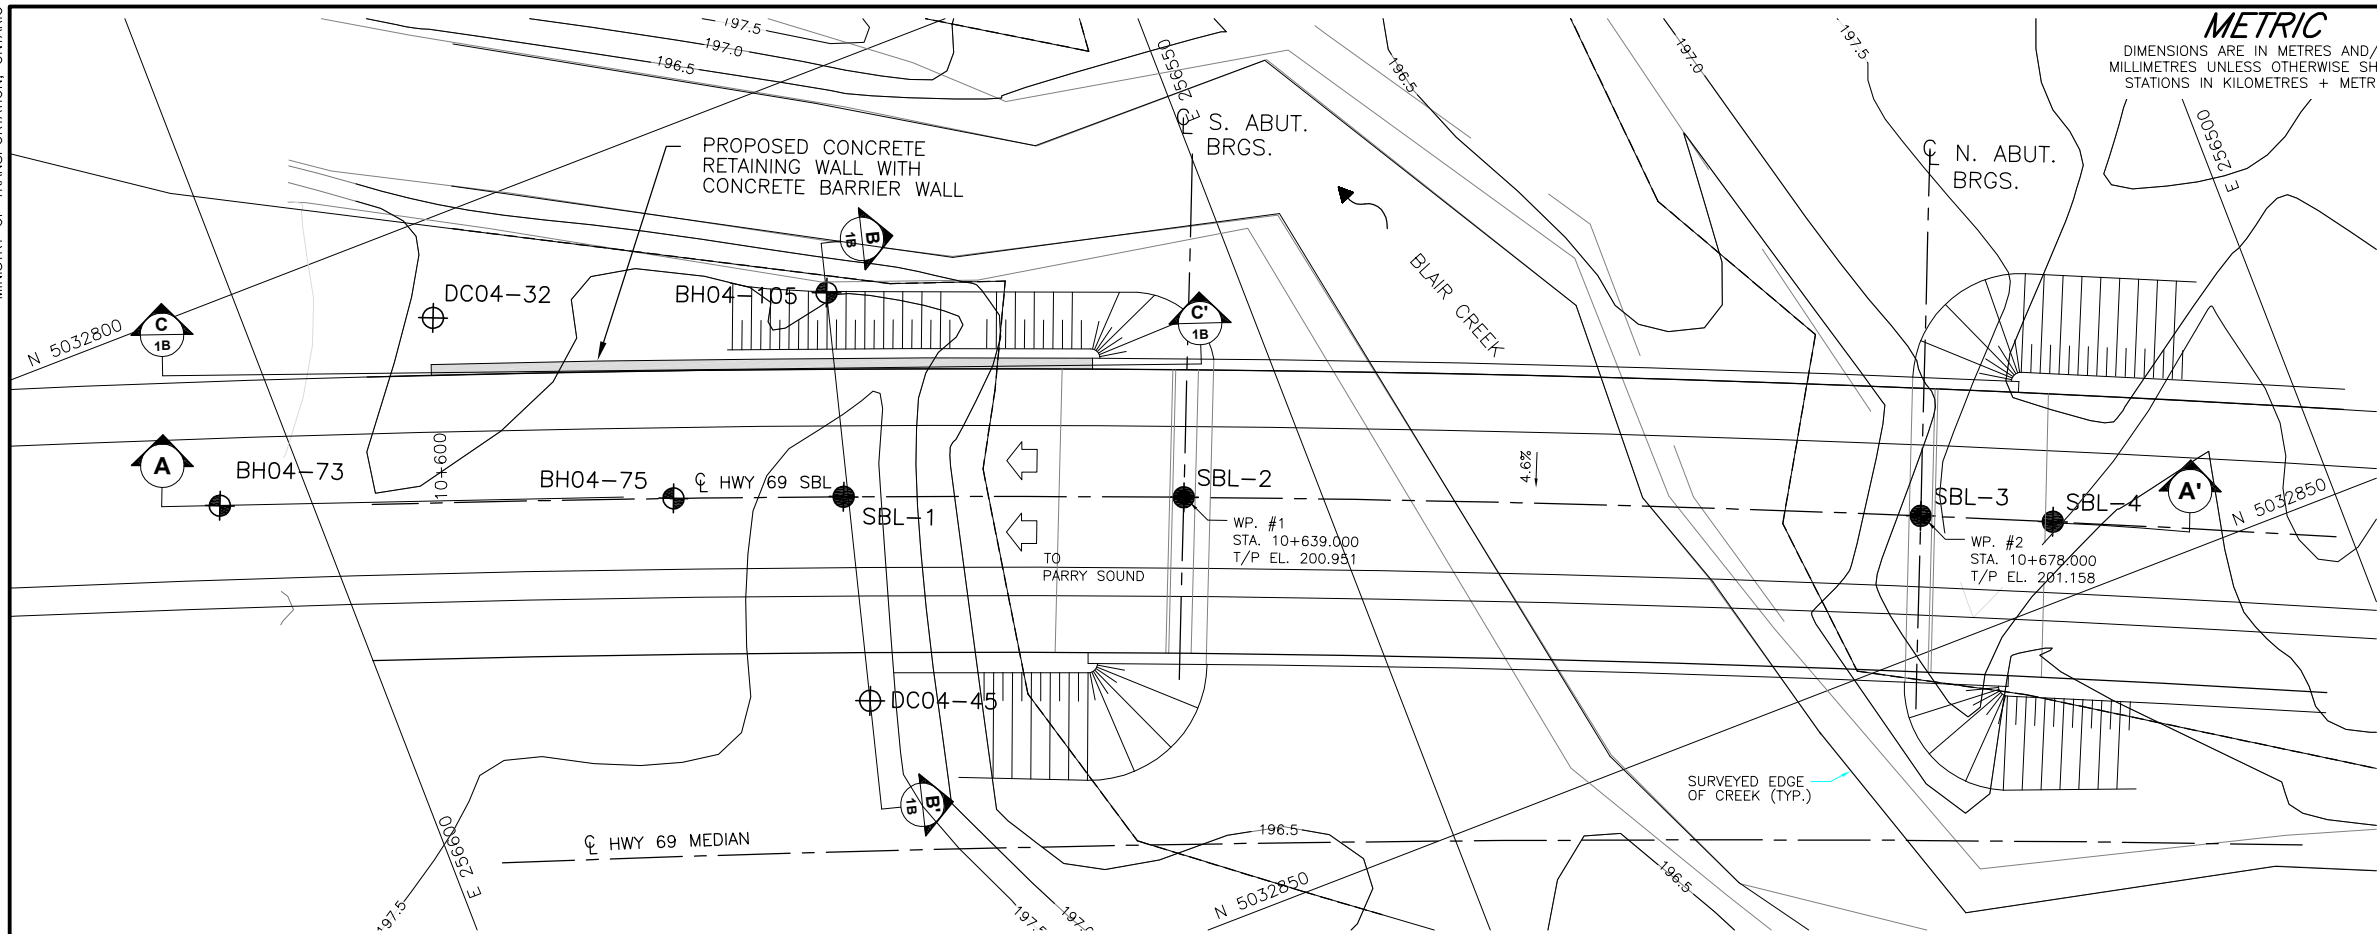 METRIC
DIMENSIONS ARE IN METRES AND/
MILLIMETRES UNLESS OTHERWISE SH
STATIONS IN KILOMETRES + METR
197.5
197.0
196.5
E 256550
196.5
197.0
197.5
E 256500
℄ S. ABUT.
BRGS.
℄ N. ABUT.
BRGS.
PROPOSED CONCRETE
RETAINING WALL WITH
CONCRETE BARRIER WALL
B
1B
BLAIR CREEK
DC04-32
BH04-105
C
1B
C'
1B
N 5032800
A
BH04-73
10+600
BH04-75
℄ HWY 69 SBL
SBL-1
SBL-2
WP. #1
STA. 10+639.000
T/P EL. 200.951
4.6%
SBL-3
WP. #2
STA. 10+678.000
T/P EL. 201.158
SBL-4
A'
N 5032850
TO
PARRY SOUND
DC04-45
B'
1B
SURVEYED EDGE
OF CREEK (TYP.)
℄ HWY 69 MEDIAN
196.5
E 256600
197.5
197.5
197.0
N 5032850
196.5